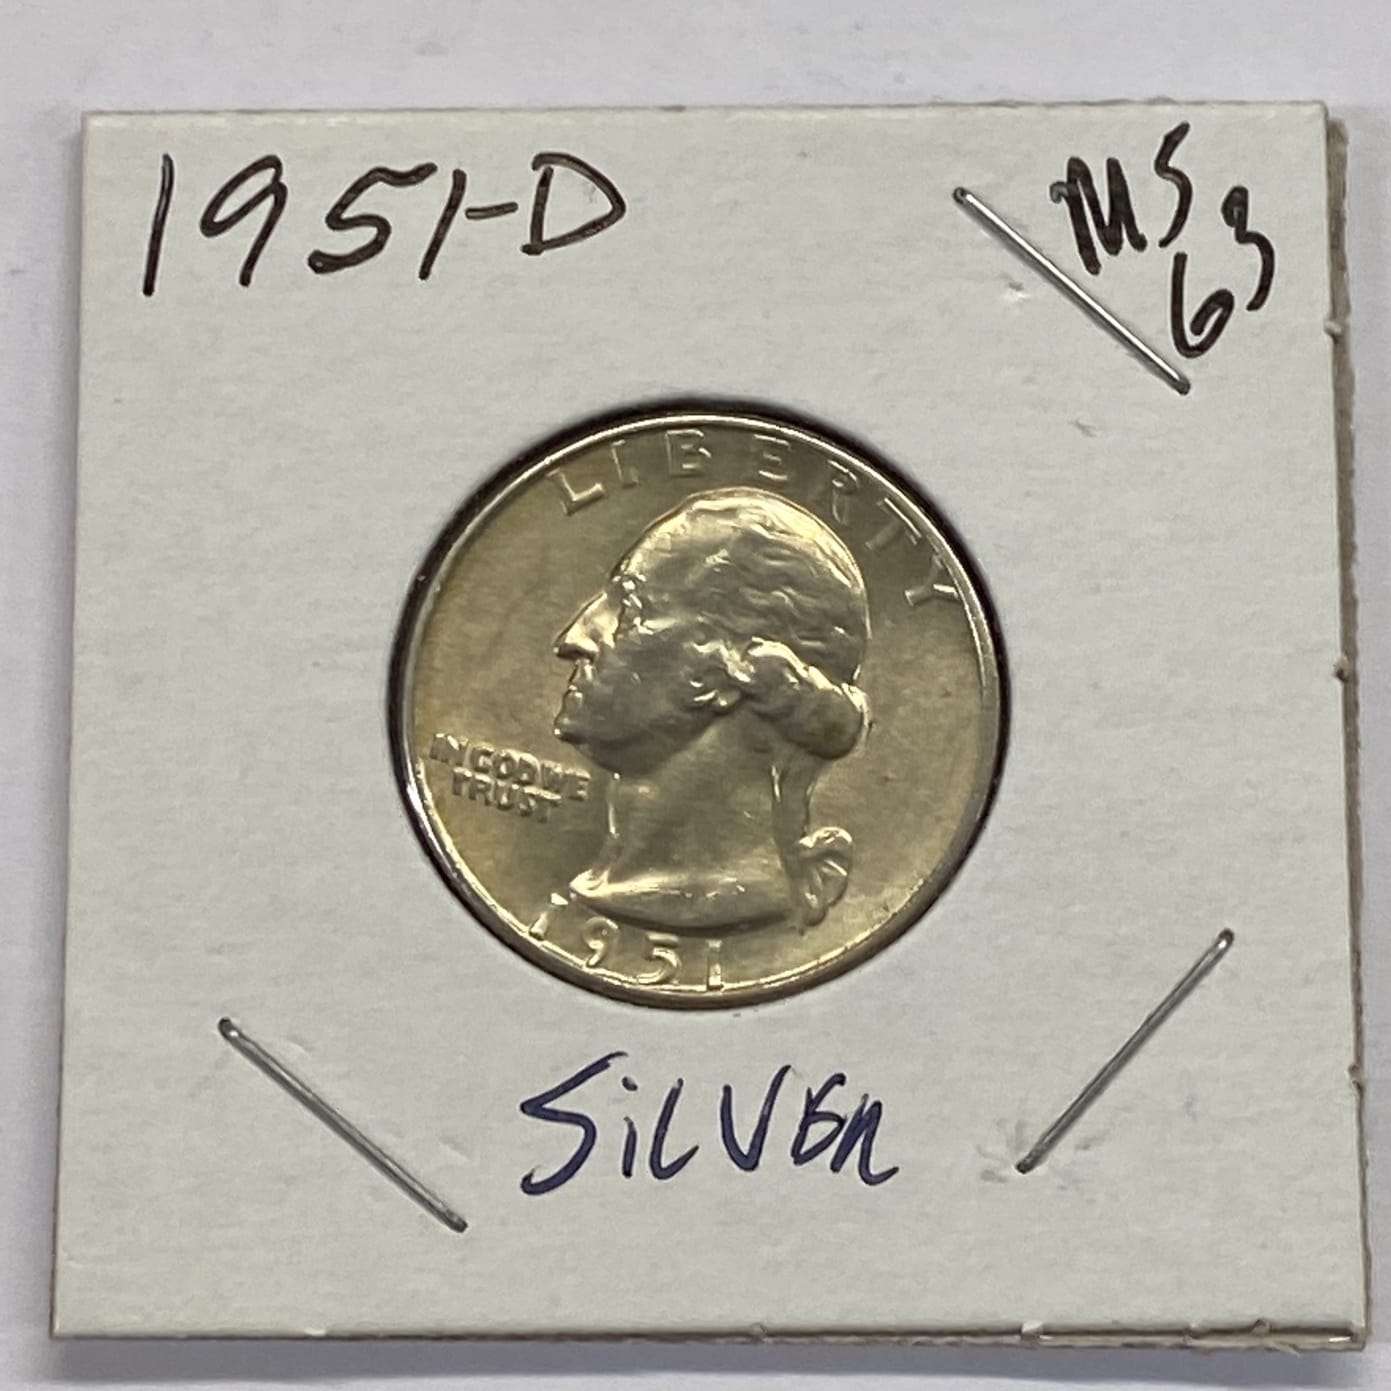 1951-D
MS
63
LIBERTY
IN GOD WE
TRUST
1951
SILVER